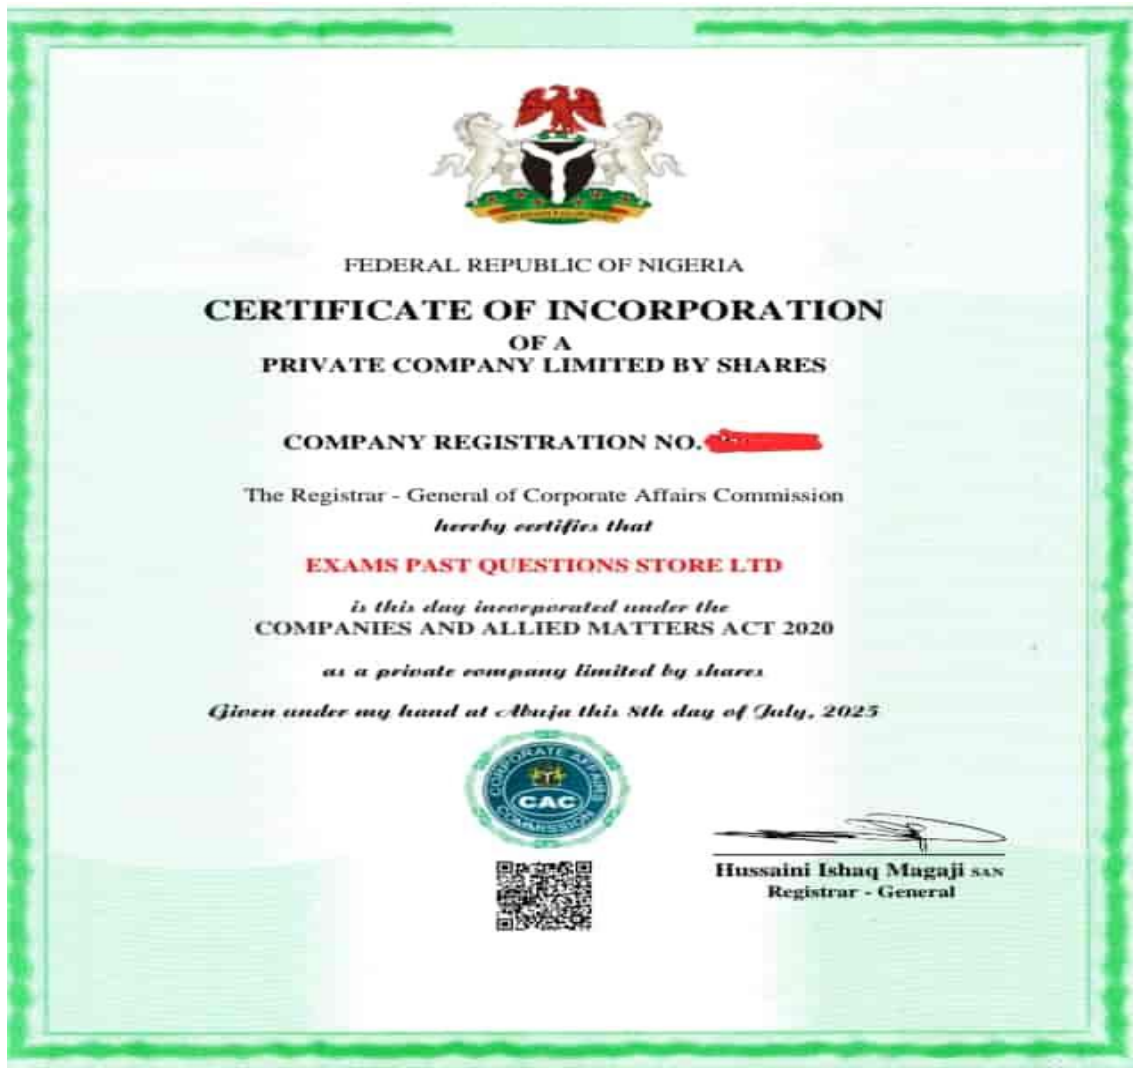 FEDERAL REPUBLIC OF NIGERIA
CERTIFICATE OF INCORPORATION
OF A
PRIVATE COMPANY LIMITED BY SHARES
COMPANY REGISTRATION NO.
The Registrar - General of Corporate Affairs Commission
hereby certifies that
EXAMS PAST QUESTIONS STORE LTD
is this day incorporated under the
COMPANIES AND ALLIED MATTERS ACT 2020
as a private company limited by shares
Given under my hand at Abuja this 8th day of July, 2025
CORPORATE AFFAIRS
CAC
COMMISSION
Hussaini Ishaq Magaji SAN
Registrar - General